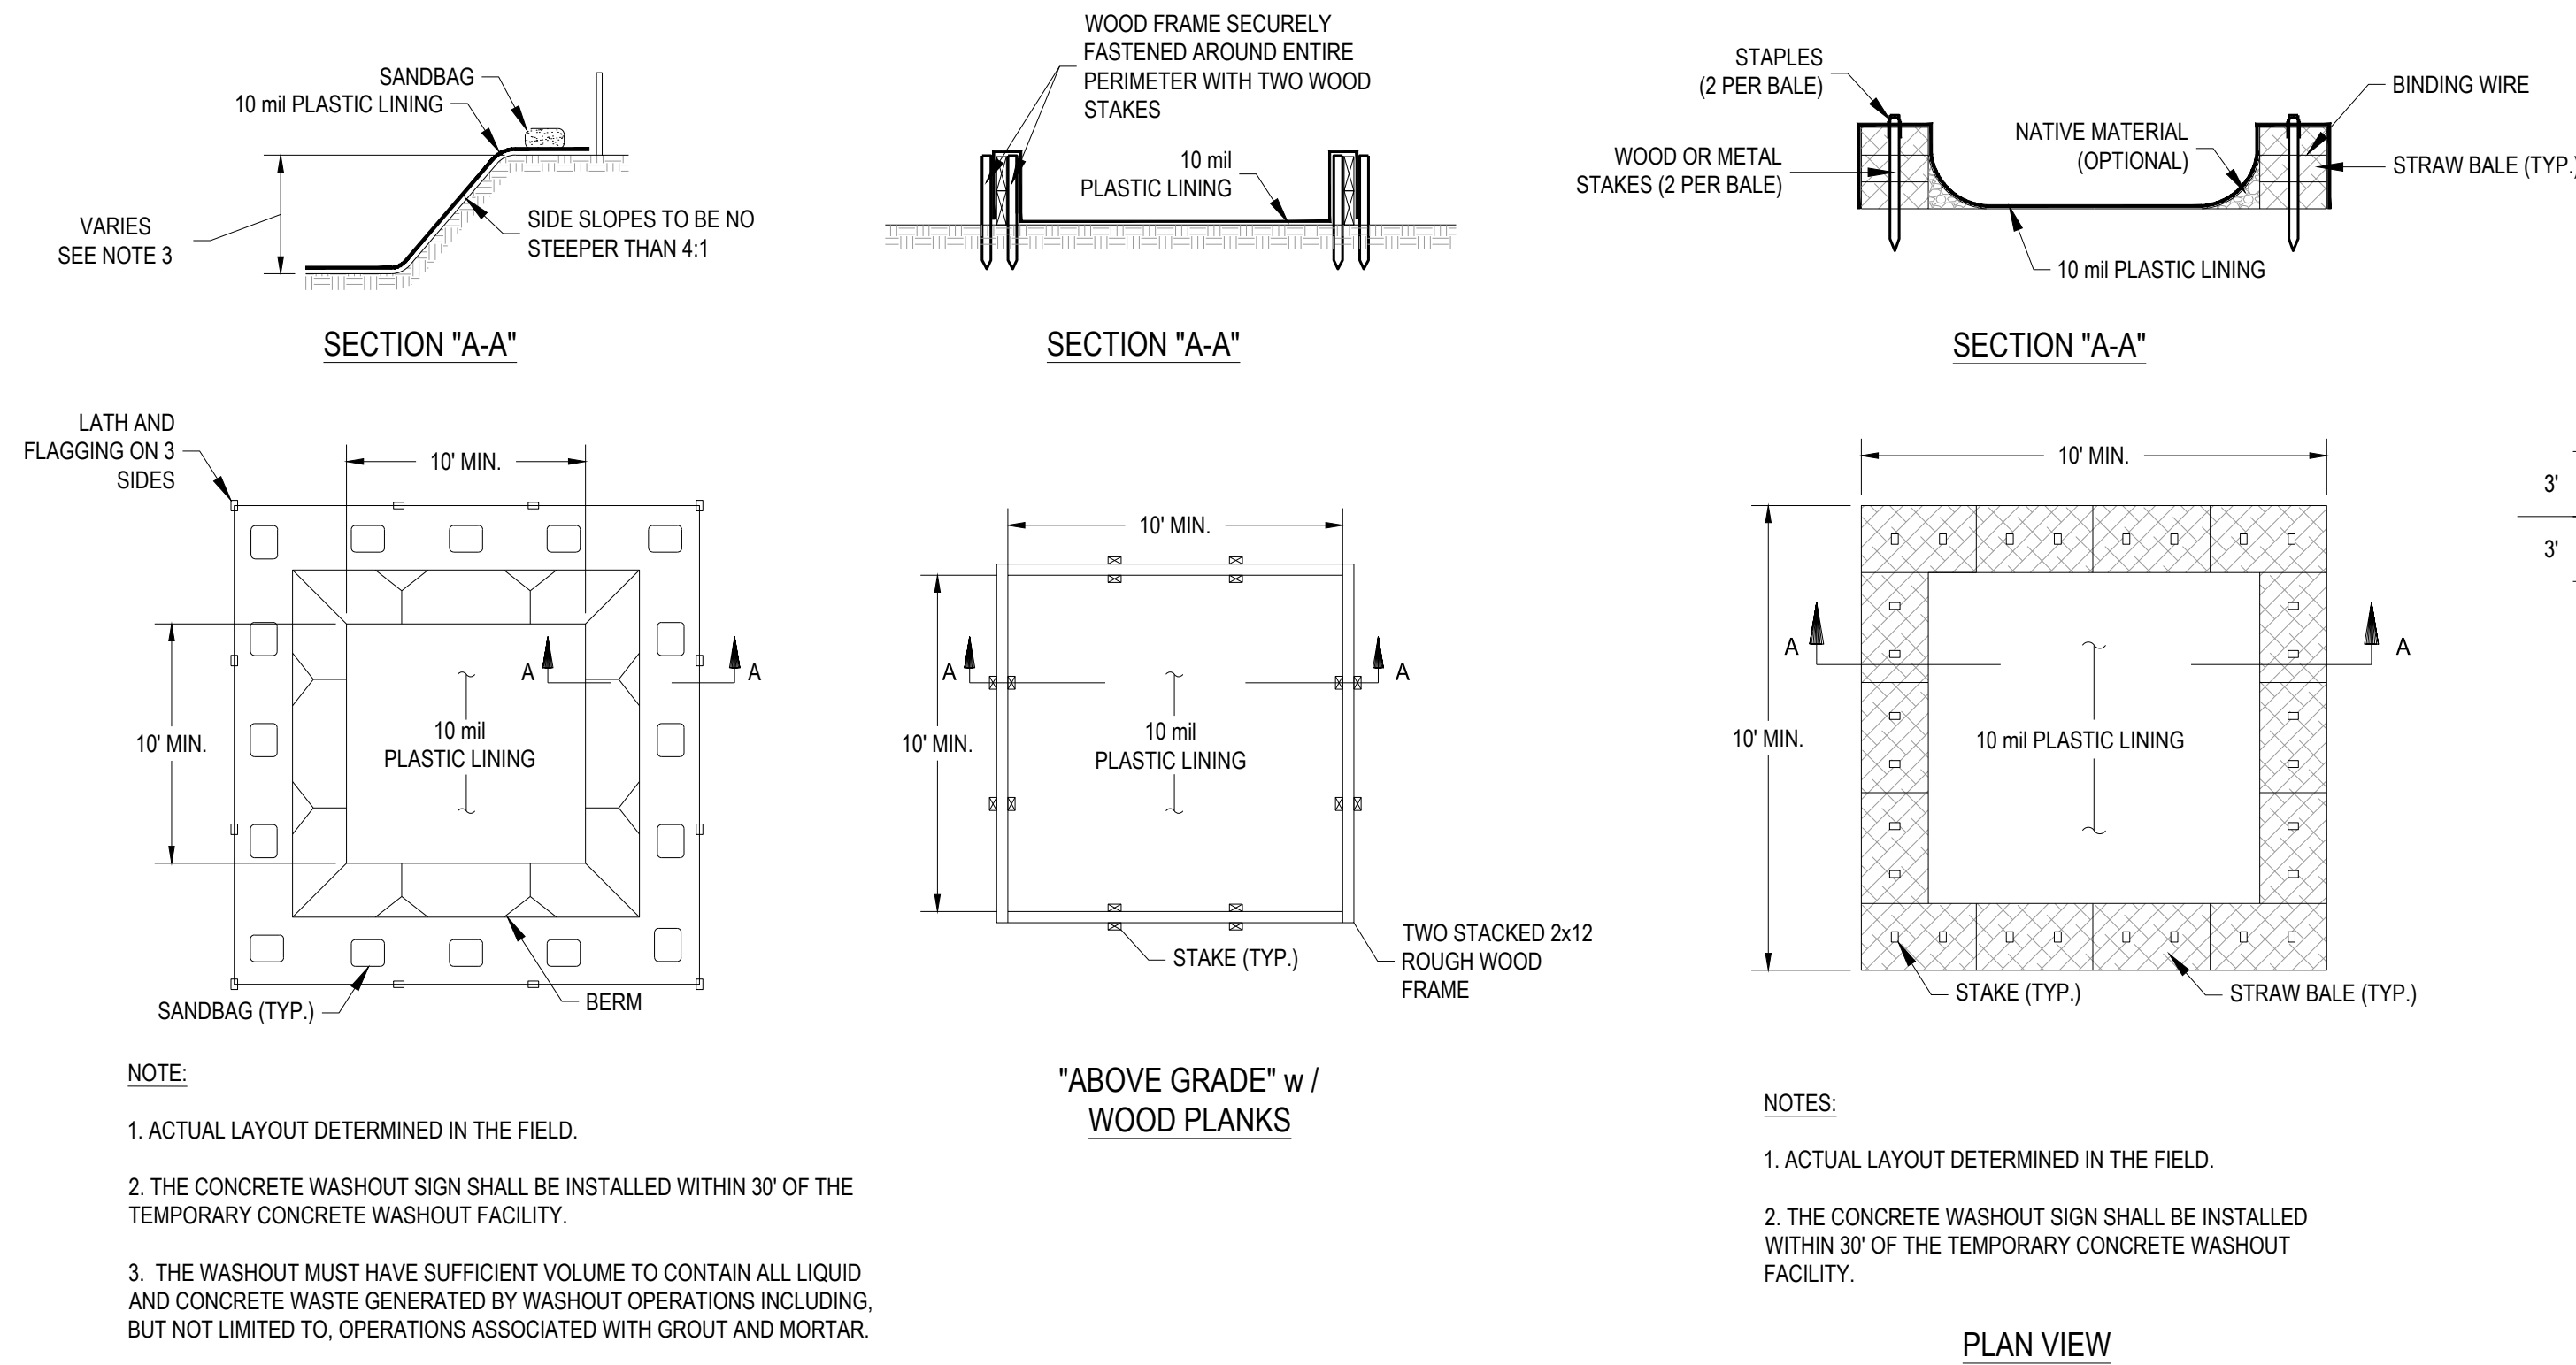 SANDBAG
10 mil PLASTIC LINING
VARIES
SEE NOTE 3
SIDE SLOPES TO BE NO
STEEPER THAN 4:1
SECTION "A-A"
WOOD FRAME SECURELY
FASTENED AROUND ENTIRE
PERIMETER WITH TWO WOOD
STAKES
10 mil
PLASTIC LINING
SECTION "A-A"
STAPLES
(2 PER BALE)
BINDING WIRE
NATIVE MATERIAL
(OPTIONAL)
WOOD OR METAL
STAKES (2 PER BALE)
STRAW BALE (TYP.)
10 mil PLASTIC LINING
SECTION "A-A"
LATH AND
FLAGGING ON 3
SIDES
10' MIN.
A
A
10' MIN.
10 mil
PLASTIC LINING
SANDBAG (TYP.)
BERM
10' MIN.
A
A
10' MIN.
10 mil
PLASTIC LINING
STAKE (TYP.)
TWO STACKED 2x12
ROUGH WOOD
FRAME
"ABOVE GRADE" w /
WOOD PLANKS
10' MIN.
A
A
10' MIN.
10 mil PLASTIC LINING
STAKE (TYP.)
STRAW BALE (TYP.)
3'
3'
NOTE:
1. ACTUAL LAYOUT DETERMINED IN THE FIELD.
2. THE CONCRETE WASHOUT SIGN SHALL BE INSTALLED WITHIN 30' OF THE
TEMPORARY CONCRETE WASHOUT FACILITY.
3. THE WASHOUT MUST HAVE SUFFICIENT VOLUME TO CONTAIN ALL LIQUID
AND CONCRETE WASTE GENERATED BY WASHOUT OPERATIONS INCLUDING,
BUT NOT LIMITED TO, OPERATIONS ASSOCIATED WITH GROUT AND MORTAR.
NOTES:
1. ACTUAL LAYOUT DETERMINED IN THE FIELD.
2. THE CONCRETE WASHOUT SIGN SHALL BE INSTALLED
WITHIN 30' OF THE TEMPORARY CONCRETE WASHOUT
FACILITY.
PLAN VIEW